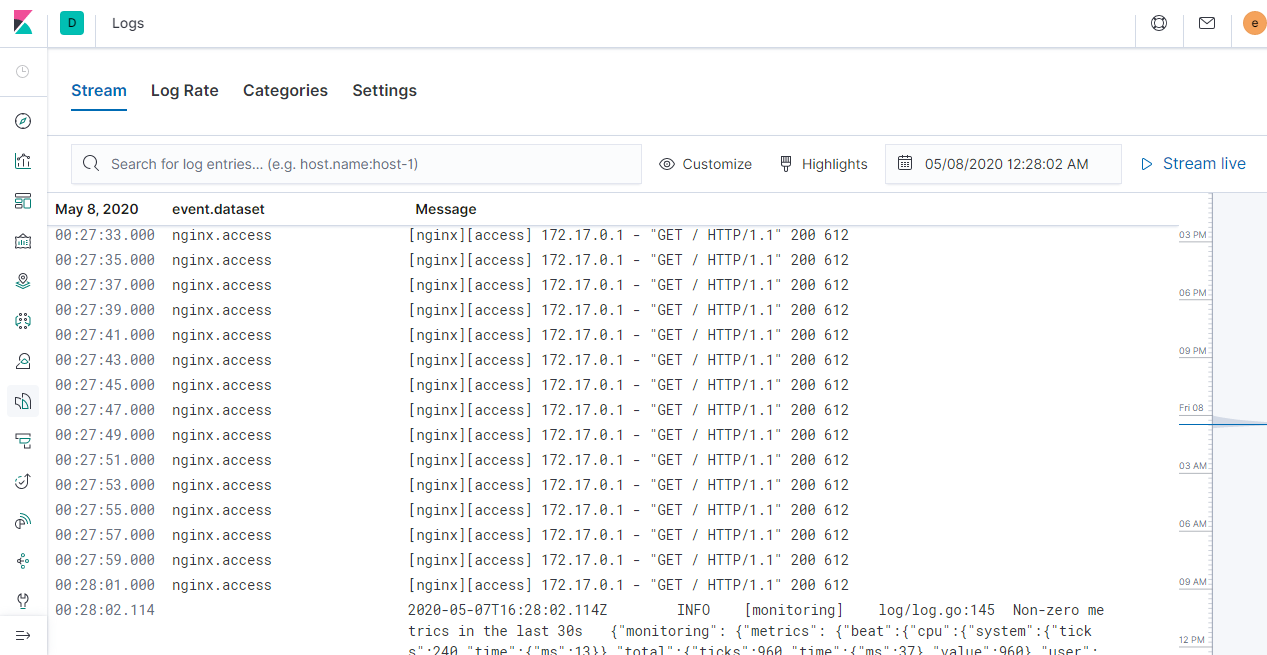 D Logs e
Stream Log Rate Categories Settings
Search for log entries... (e.g. host.name:host-1) Customize Highlights 05/08/2020 12:28:02 AM Stream live
May 8, 2020 event.dataset Message
00:27:33.000 nginx.access [nginx][access] 172.17.0.1 - "GET / HTTP/1.1" 200 612
00:27:35.000 nginx.access [nginx][access] 172.17.0.1 - "GET / HTTP/1.1" 200 612
00:27:37.000 nginx.access [nginx][access] 172.17.0.1 - "GET / HTTP/1.1" 200 612
00:27:39.000 nginx.access [nginx][access] 172.17.0.1 - "GET / HTTP/1.1" 200 612
00:27:41.000 nginx.access [nginx][access] 172.17.0.1 - "GET / HTTP/1.1" 200 612
00:27:43.000 nginx.access [nginx][access] 172.17.0.1 - "GET / HTTP/1.1" 200 612
00:27:45.000 nginx.access [nginx][access] 172.17.0.1 - "GET / HTTP/1.1" 200 612
00:27:47.000 nginx.access [nginx][access] 172.17.0.1 - "GET / HTTP/1.1" 200 612
00:27:49.000 nginx.access [nginx][access] 172.17.0.1 - "GET / HTTP/1.1" 200 612
00:27:51.000 nginx.access [nginx][access] 172.17.0.1 - "GET / HTTP/1.1" 200 612
00:27:53.000 nginx.access [nginx][access] 172.17.0.1 - "GET / HTTP/1.1" 200 612
00:27:55.000 nginx.access [nginx][access] 172.17.0.1 - "GET / HTTP/1.1" 200 612
00:27:57.000 nginx.access [nginx][access] 172.17.0.1 - "GET / HTTP/1.1" 200 612
00:27:59.000 nginx.access [nginx][access] 172.17.0.1 - "GET / HTTP/1.1" 200 612
00:28:01.000 nginx.access [nginx][access] 172.17.0.1 - "GET / HTTP/1.1" 200 612
00:28:02.114 2020-05-07T16:28:02.114Z INFO [monitoring] log/log.go:145 Non-zero me
trics in the last 30s {"monitoring": {"metrics": {"beat":{"cpu":{"system":{"tick
s":240,"time":{"ms":13}},"total":{"ticks":960,"time":{"ms":37},"value":960},"user":
03 PM
06 PM
09 PM
Fri 08
03 AM
06 AM
09 AM
12 PM